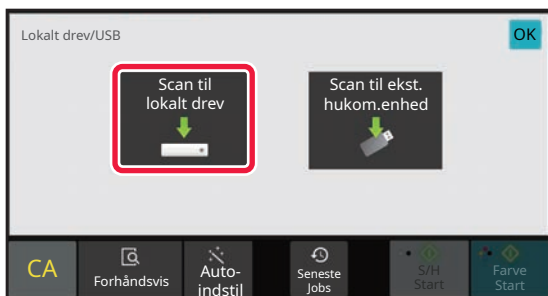 Lokalt drev/USB
OK
Scan til
lokalt drev
Scan til ekst.
hukom.enhed
CA
Forhåndsvis
Auto-
indstil
Seneste
Jobs
S/H
Start
Farve
Start